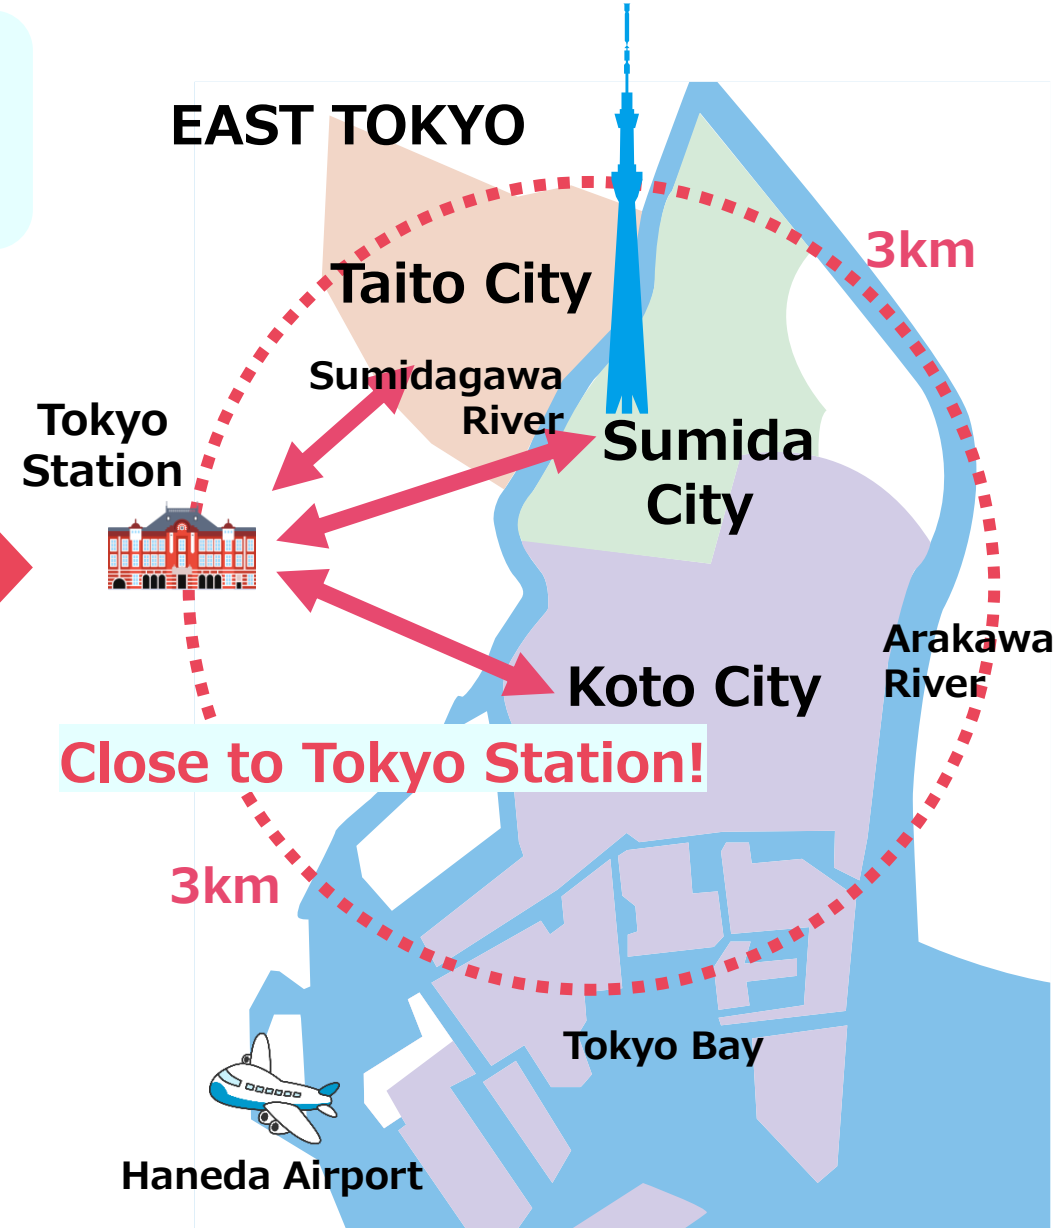 EAST TOKYO
3km
Taito City
Sumidagawa
River
Tokyo
Station
Sumida
City
Arakawa
River
Koto City
Close to Tokyo Station!
3km
Tokyo Bay
Haneda Airport